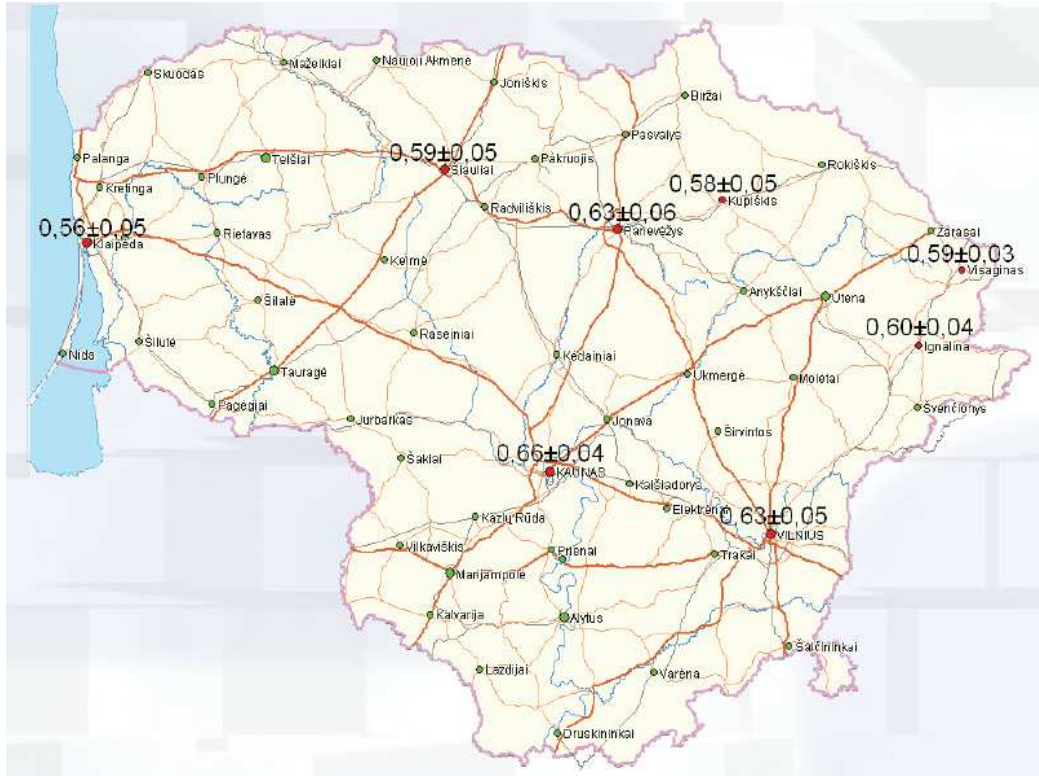 Mažeikiai
Naujoji Akmenė
Skuodas
Joniškis
Biržai
Pasvalys
Palanga
Telšiai
0,59±0,05
Šiauliai
Pakruojis
Rokiškis
Plungė
Kretinga
0,58±0,05
Kupiškis
Radviliškis
0,63±0,06
Panevėžys
0,56±0,05
Klaipėda
Rietavas
Zarasai
Kelmė
0,59±0,03
Visaginas
Anykščiai
Utena
Šilalė
Raseiniai
0,60±0,04
Ignalina
Šilutė
Nida
Kėdainiai
Tauragė
Ukmergė
Molėtai
Pagėgiai
Jurbarkas
Jonava
Švenčionys
Širvintos
0,66±0,04
KAUNAS
Šakiai
Kaišiadorys
Elektrėnai
0,63±0,05
VILNIUS
Kazlų Rūda
Vilkaviškis
Prienai
Trakai
Marijampolė
Kalvarija
Alytus
Šalčininkai
Lazdijai
Varėna
Druskininkai